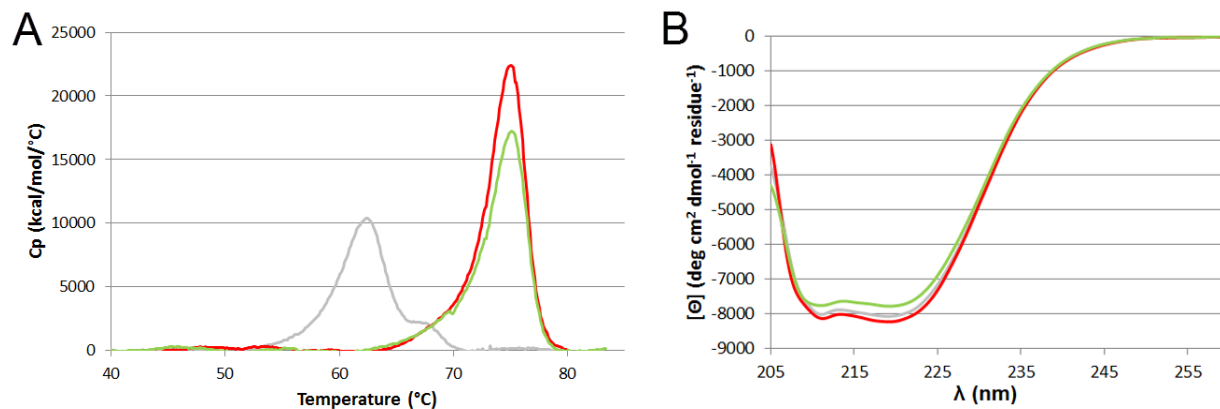 A
Cp (kcal/mol/°C)
25000
20000
15000
10000
5000
0
40 50 60 70 80
Temperature (°C)
B
[Θ] (deg cm² dmol⁻¹ residue⁻¹)
0
-1000
-2000
-3000
-4000
-5000
-6000
-7000
-8000
-9000
205 215 225 235 245 255
λ (nm)